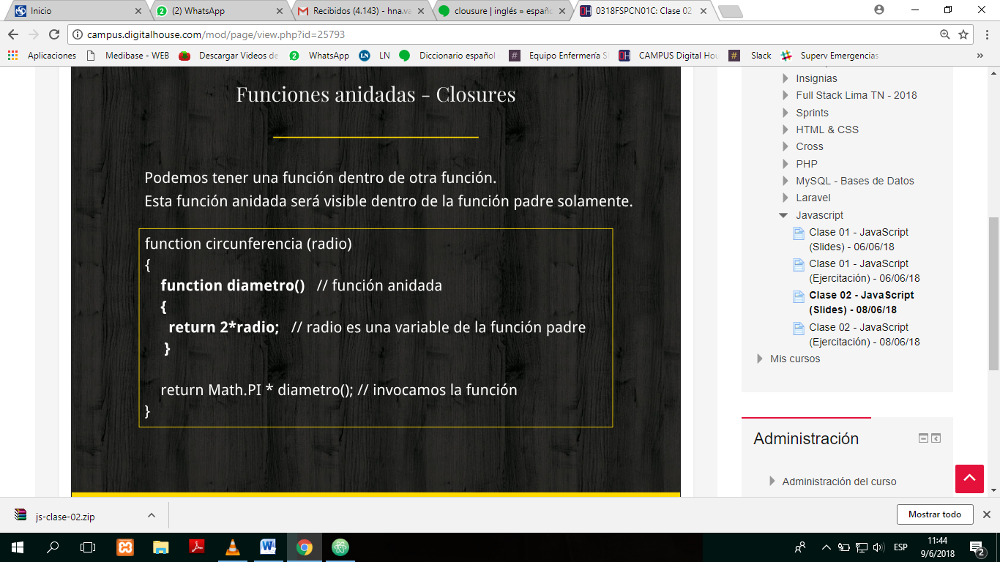 Inicio
(2) WhatsApp
Recibidos (4.143) - hna.va
clousure | inglés » españo
0318FSPCN01C: Clase 02
campus.digitalhouse.com/mod/page/view.php?id=25793
Aplicaciones
Medibase - WEB
Descargar Videos de
WhatsApp
LN
Diccionario español
Equipo Enfermería S
CAMPUS Digital Hou
Slack
Superv Emergencias
»
Funciones anidadas - Closures
Podemos tener una función dentro de otra función.
Esta función anidada será visible dentro de la función padre solamente.
function circunferencia (radio)
{
function diametro() // función anidada
{
return 2*radio; // radio es una variable de la función padre
}
return Math.PI * diametro(); // invocamos la función
}
Insignias
Full Stack Lima TN - 2018
Sprints
HTML & CSS
Cross
PHP
MySQL - Bases de Datos
Laravel
Javascript
Clase 01 - JavaScript
(Slides) - 06/06/18
Clase 01 - JavaScript
(Ejercitación) - 06/06/18
Clase 02 - JavaScript
(Slides) - 08/06/18
Clase 02 - JavaScript
(Ejercitación) - 08/06/18
Mis cursos
Administración
Administración del curso
js-clase-02.zip
Mostrar todo
ESP
11:44
9/6/2018
2